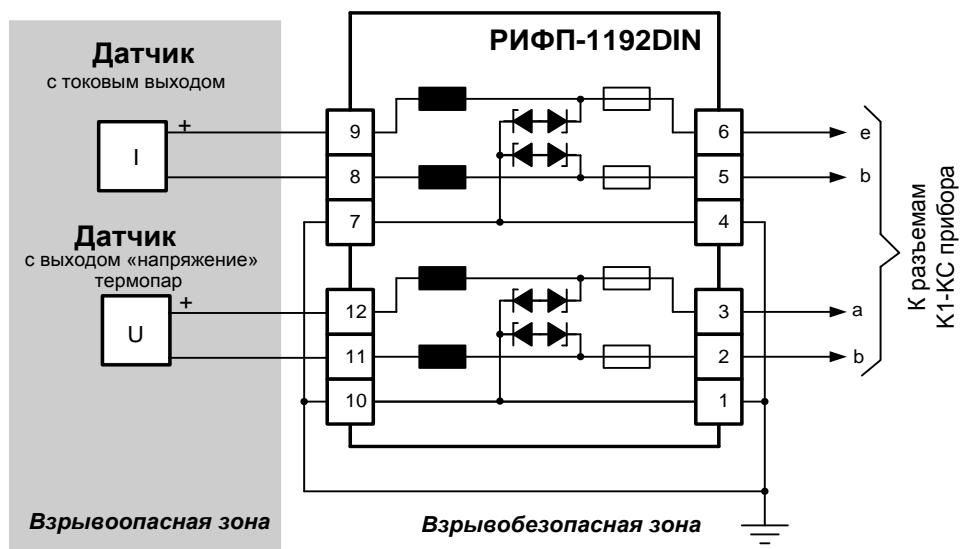 РИФП-1192DIN
Датчик
с токовым выходом
+
I
9
8
7
6
5
4
e
b
Датчик
с выходом «напряжение»
термопар
+
U
12
11
10
3
2
1
a
b
К разъемам
К1-КС прибора
Взрывоопасная зона
Взрывобезопасная зона